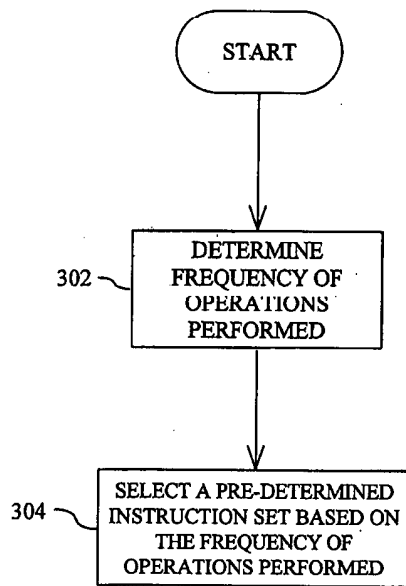 START
302
DETERMINE
FREQUENCY OF
OPERATIONS
PERFORMED
304
SELECT A PRE-DETERMINED
INSTRUCTION SET BASED ON
THE FREQUENCY OF
OPERATIONS PERFORMED